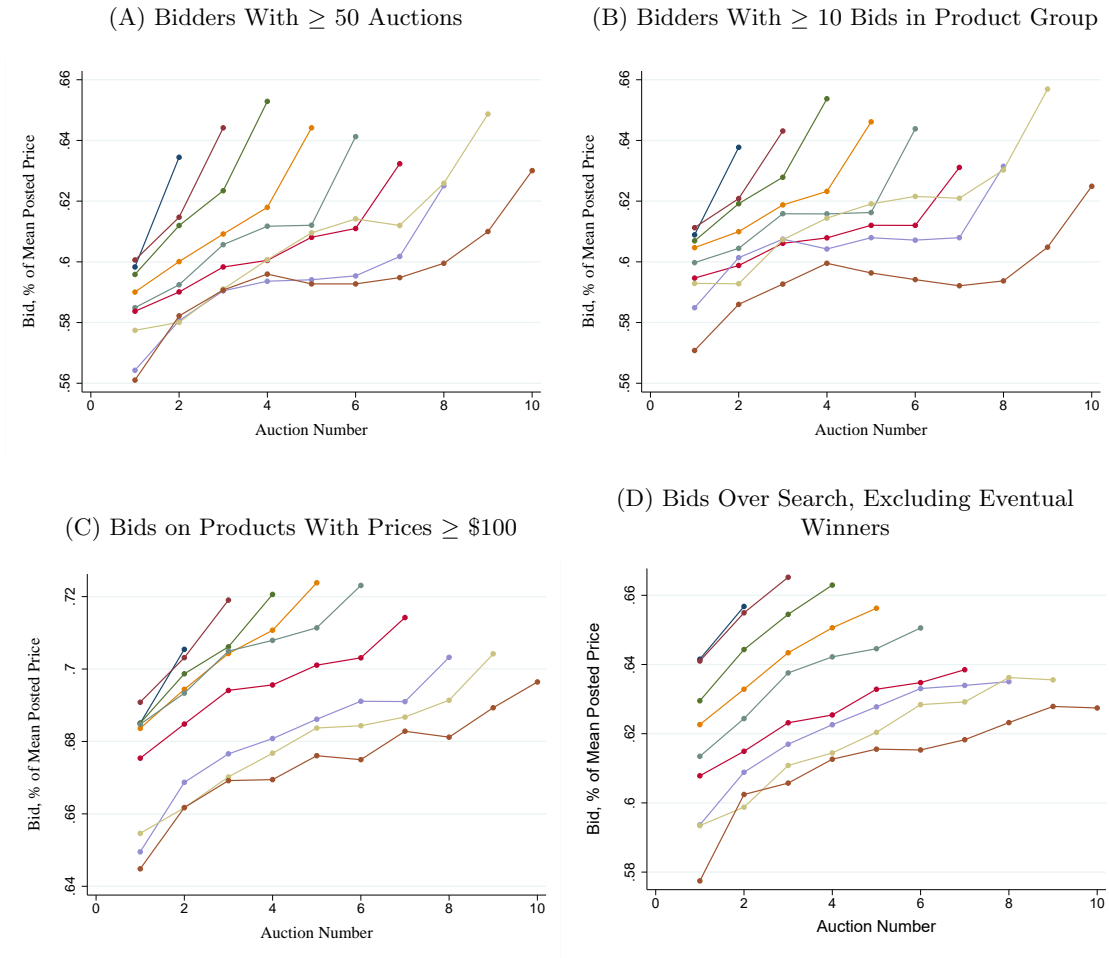 (A) Bidders With ≥ 50 Auctions
.66
.64
.62
.6
.58
.56
Bid, % of Mean Posted Price
0 2 4 6 8 10
Auction Number
(B) Bidders With ≥ 10 Bids in Product Group
.66
.64
.62
.6
.58
.56
Bid, % of Mean Posted Price
0 2 4 6 8 10
Auction Number
(C) Bids on Products With Prices ≥ $100
.72
.7
.68
.66
.64
Bid, % of Mean Posted Price
0 2 4 6 8 10
Auction Number
(D) Bids Over Search, Excluding Eventual
Winners
.66
.64
.62
.6
.58
Bid, % of Mean Posted Price
0 2 4 6 8 10
Auction Number